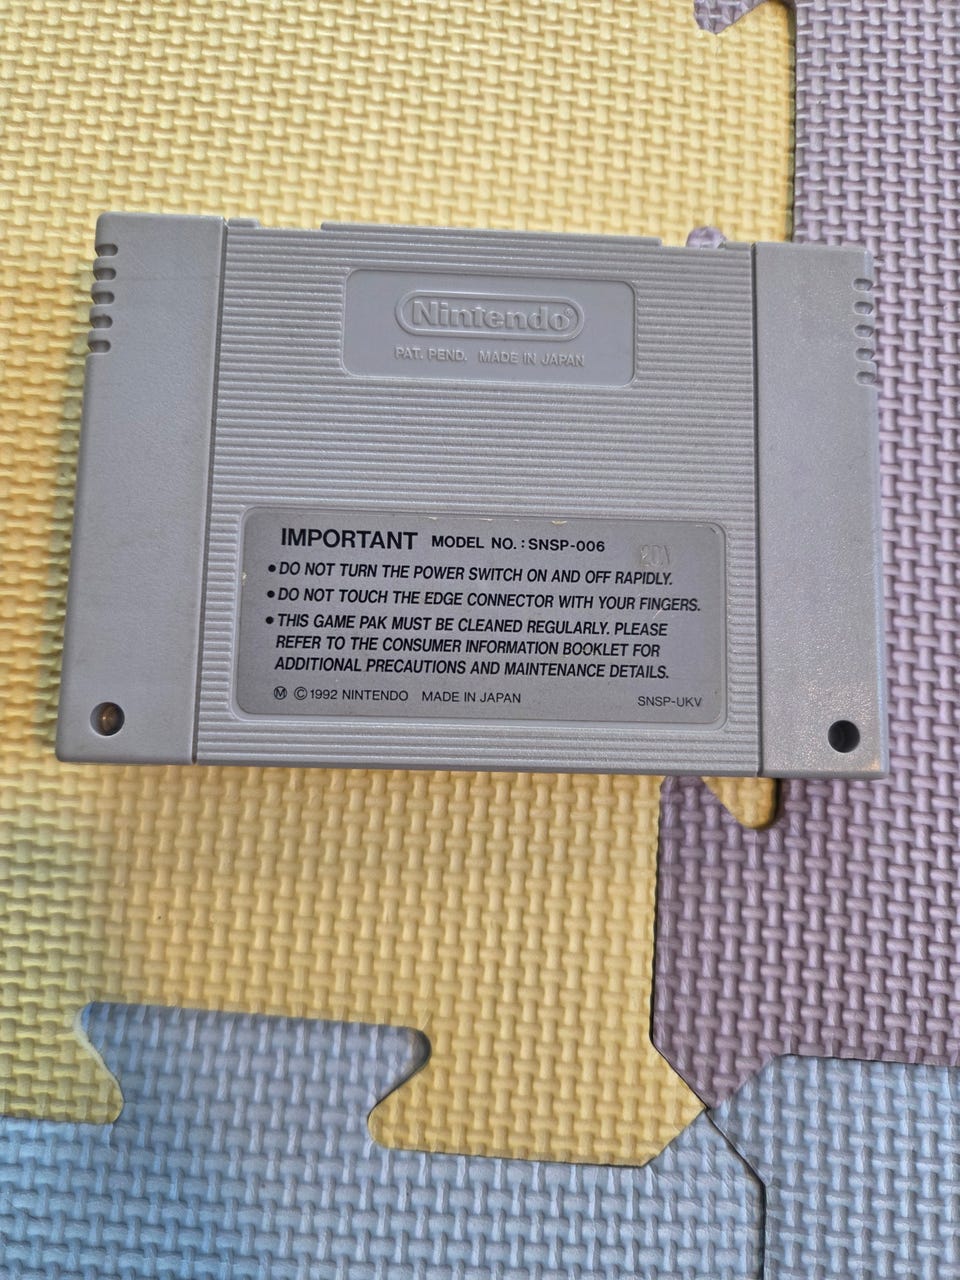 Nintendo®
PAT. PEND. MADE IN JAPAN
IMPORTANT MODEL NO. : SNSP-006
• DO NOT TURN THE POWER SWITCH ON AND OFF RAPIDLY.
• DO NOT TOUCH THE EDGE CONNECTOR WITH YOUR FINGERS.
• THIS GAME PAK MUST BE CLEANED REGULARLY. PLEASE
REFER TO THE CONSUMER INFORMATION BOOKLET FOR
ADDITIONAL PRECAUTIONS AND MAINTENANCE DETAILS.
Ⓜ © 1992 NINTENDO MADE IN JAPAN SNSP-UKV